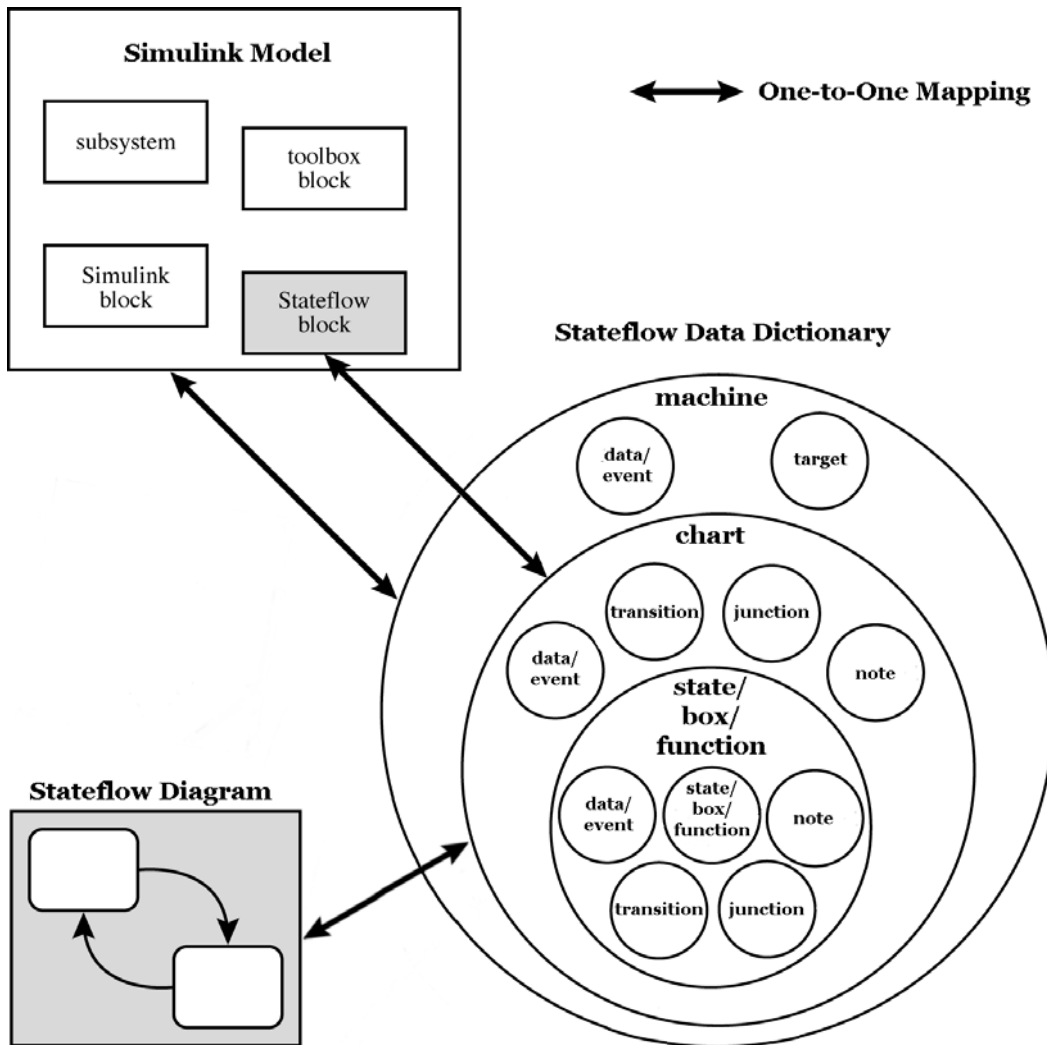 Simulink Model
subsystem
toolbox
block
Simulink
block
Stateflow
block
One-to-One Mapping
Stateflow Data Dictionary
machine
data/
event
target
chart
transition
junction
data/
event
note
state/
box/
function
data/
event
state/
box/
function
note
transition
junction
Stateflow Diagram